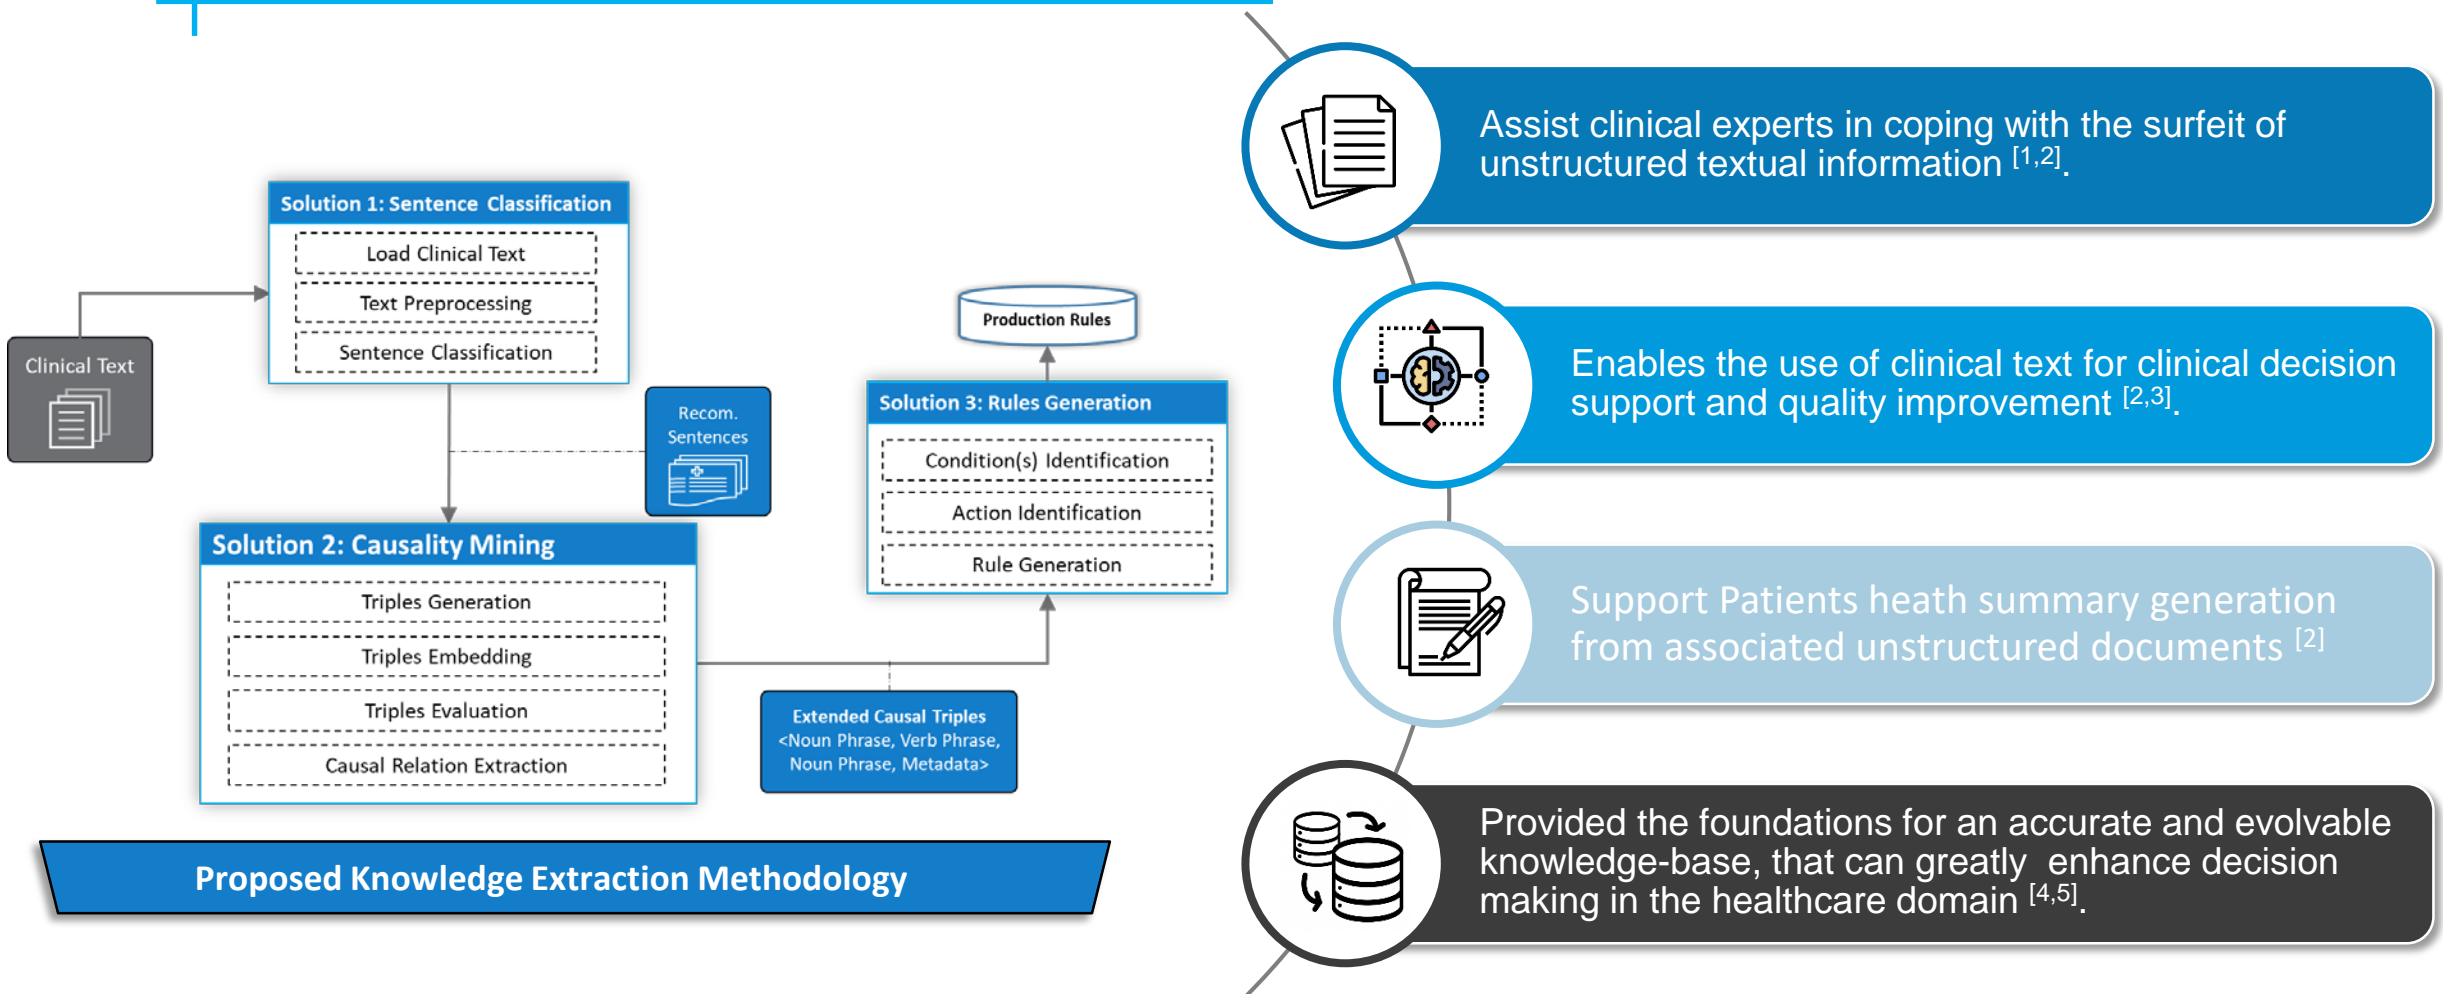 Clinical Text
Solution 1: Sentence Classification
Load Clinical Text
Text Preprocessing
Sentence Classification
Recom.
Sentences
Solution 2: Causality Mining
Triples Generation
Triples Embedding
Triples Evaluation
Causal Relation Extraction
Extended Causal Triples
<Noun Phrase, Verb Phrase,
Noun Phrase, Metadata>
Production Rules
Solution 3: Rules Generation
Condition(s) Identification
Action Identification
Rule Generation
Proposed Knowledge Extraction Methodology
Assist clinical experts in coping with the surfeit of
unstructured textual information [1,2].
Enables the use of clinical text for clinical decision
support and quality improvement [2,3].
Support Patients heath summary generation
from associated unstructured documents [2]
Provided the foundations for an accurate and evolvable
knowledge-base, that can greatly  enhance decision
making in the healthcare domain [4,5].